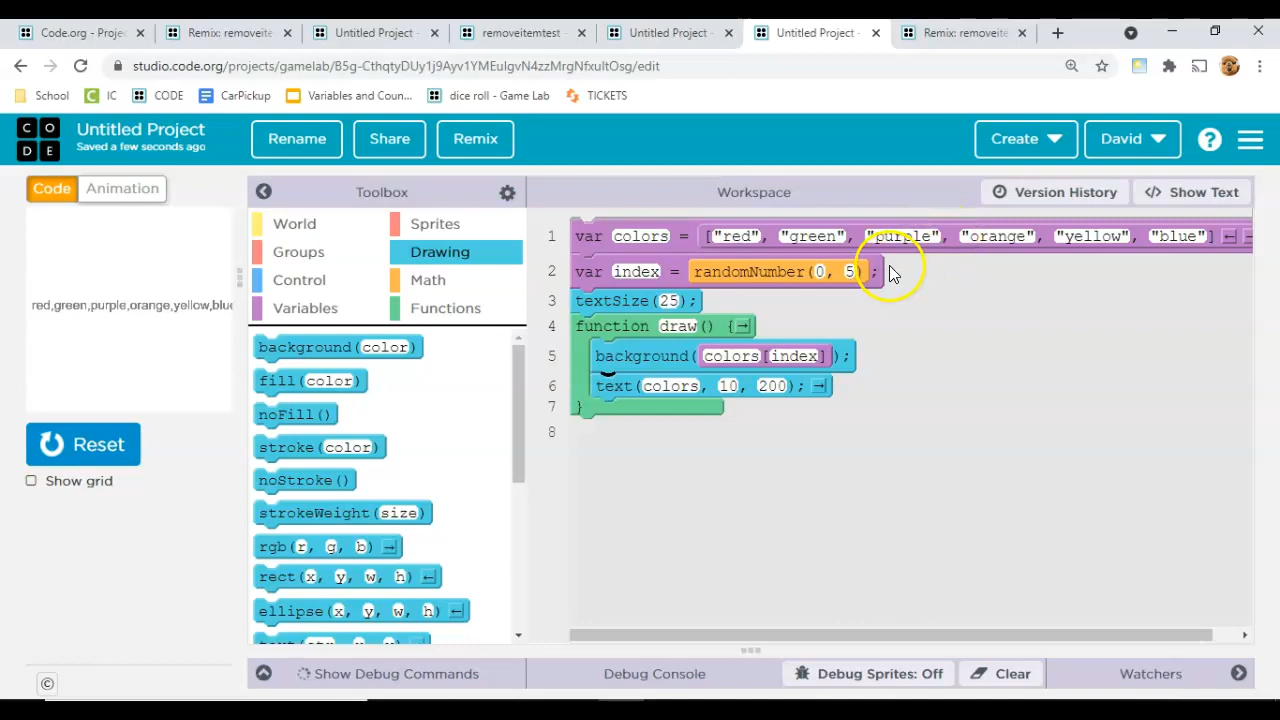 Code.org - Proje
Remix: removeite
Untitled Project -
removeitemtest -
Untitled Project -
Untitled Project -
Remix: removeite
studio.code.org/projects/gamelab/B5g-CthqtyDUy1j9Ayv1YMEuIgvN4zzMrgNfxultOsg/edit
School
IC
CODE
CarPickup
Variables and Coun...
dice roll - Game Lab
TICKETS
C O
D E
Untitled Project
Saved a few seconds ago
Rename
Share
Remix
Create
David
?
Code
Animation
Toolbox
Workspace
Version History
</> Show Text
red,green,purple,orange,yellow,blue
Reset
Show grid
World
Sprites
Groups
Drawing
Control
Math
Variables
Functions
background(color)
fill(color)
noFill()
stroke(color)
noStroke()
strokeWeight(size)
rgb(r, g, b)
rect(x, y, w, h)
ellipse(x, y, w, h)
1 var colors = ["red", "green", "purple", "orange", "yellow", "blue"]
2 var index = randomNumber(0, 5);
3 textSize(25);
4 function draw() {
5 background(colors[index]);
6 text(colors, 10, 200);
7 }
8
©
Show Debug Commands
Debug Console
Debug Sprites: Off
Clear
Watchers